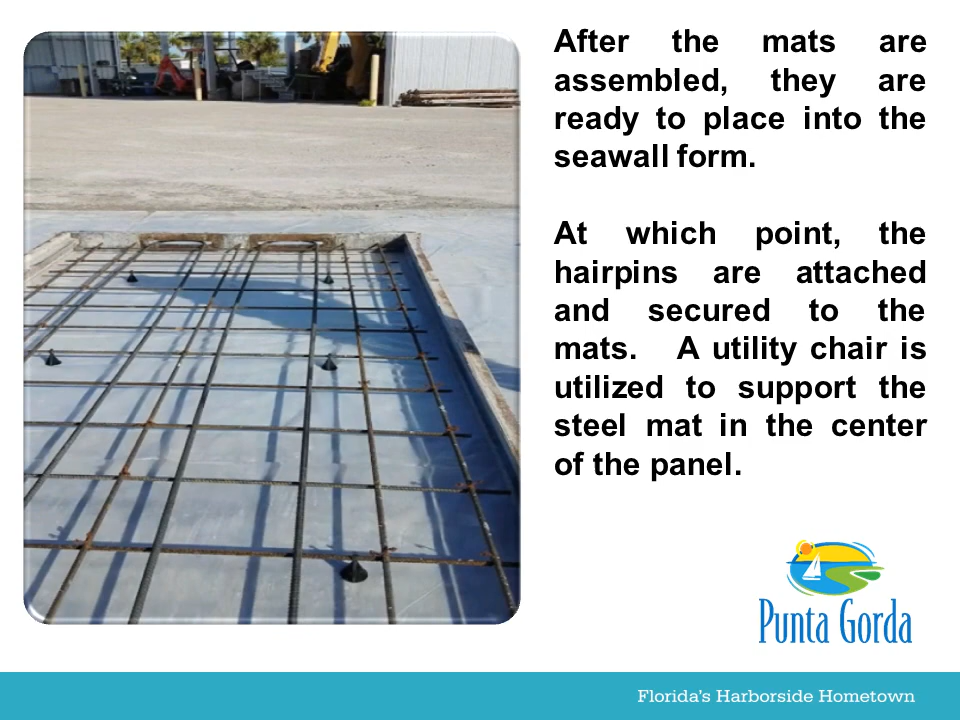 After the mats are
assembled, they are
ready to place into the
seawall form.
At which point, the
hairpins are attached
and secured to the
mats. A utility chair is
utilized to support the
steel mat in the center
of the panel.
Punta Gorda
Florida's Harborside Hometown